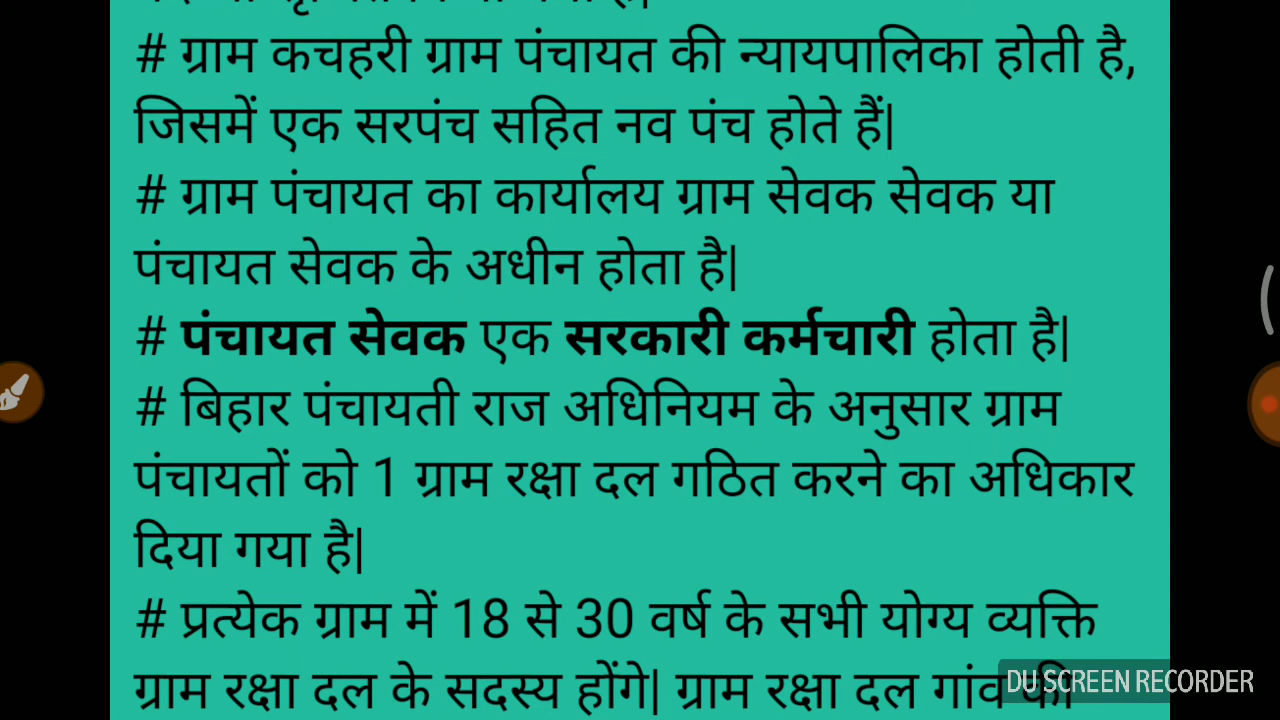 # ग्राम कचहरी ग्राम पंचायत की न्यायपालिका होती है,
जिसमें एक सरपंच सहित नव पंच होते हैं|
# ग्राम पंचायत का कार्यालय ग्राम सेवक सेवक या
पंचायत सेवक के अधीन होता है|
# पंचायत सेवक एक सरकारी कर्मचारी होता है|
# बिहार पंचायती राज अधिनियम के अनुसार ग्राम
पंचायतों को 1 ग्राम रक्षा दल गठित करने का अधिकार
दिया गया है|
# प्रत्येक ग्राम में 18 से 30 वर्ष के सभी योग्य व्यक्ति
ग्राम रक्षा दल के सदस्य होंगे| ग्राम रक्षा दल गांव की
DU SCREEN RECORDER